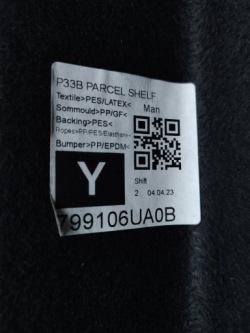 P33B PARCEL SHELF
Textile>PES/LATEX<
Sommould>PP/GF< Man
Backing>PES<
Ropes>PP/PES/Elasthan<
Bumper>PP/EPDM<
Y
Shift
2 04.04.23
799106UA0B